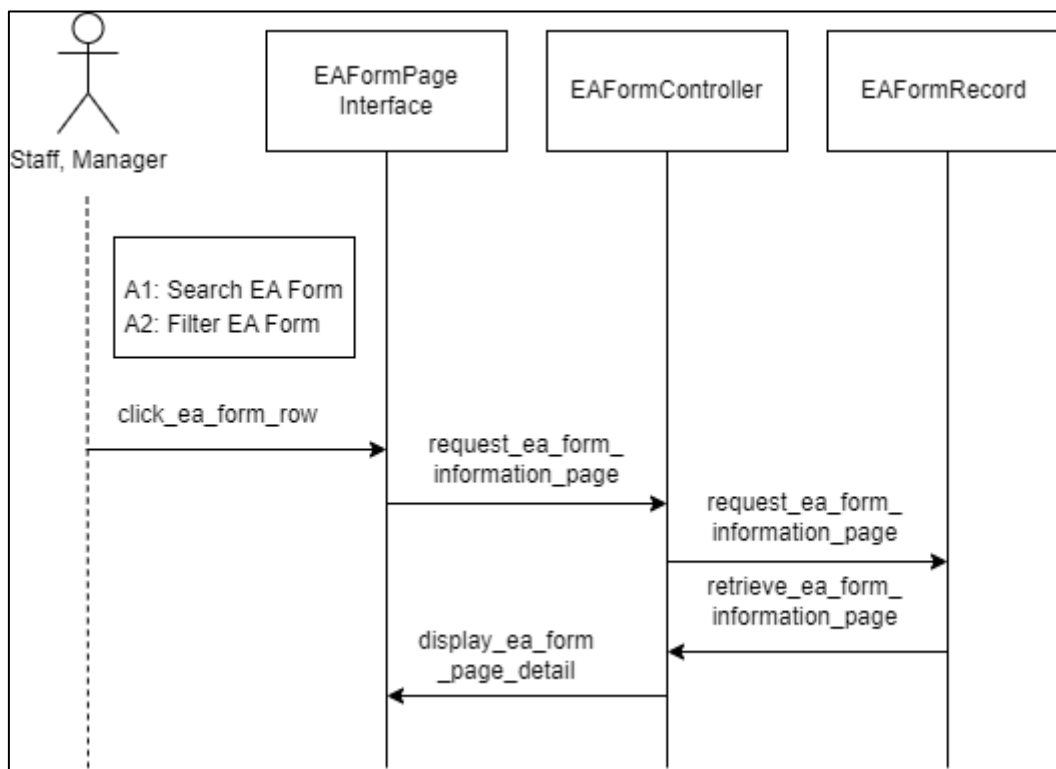 EAFormPage
Interface
EAFormController
EAFormRecord
Staff, Manager
A1: Search EA Form
A2: Filter EA Form
click_ea_form_row
request_ea_form_
information_page
request_ea_form_
information_page
retrieve_ea_form_
information_page
display_ea_form
_page_detail